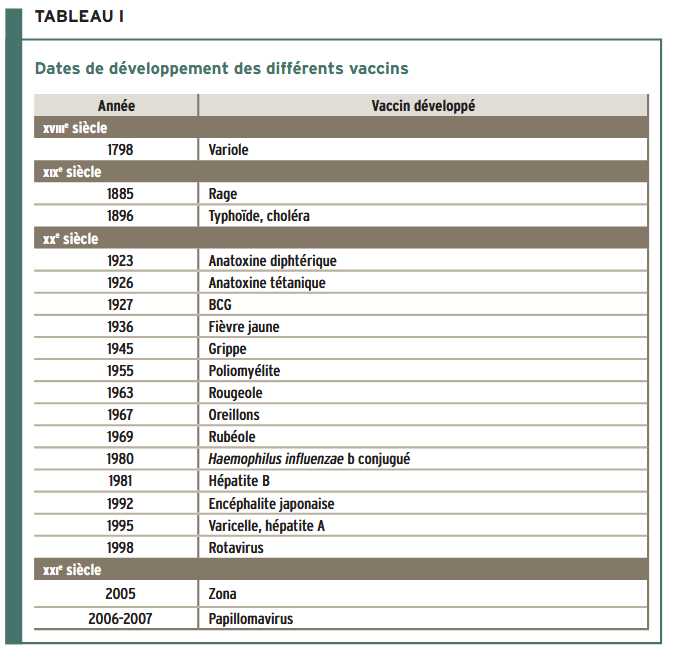 TABLEAU I
Dates de développement des différents vaccins
Année Vaccin développé
XVIIIe siècle
1798 Variole
XIXe siècle
1885 Rage
1896 Typhoïde, choléra
XXe siècle
1923 Anatoxine diphtérique
1926 Anatoxine tétanique
1927 BCG
1936 Fièvre jaune
1945 Grippe
1955 Poliomyélite
1963 Rougeole
1967 Oreillons
1969 Rubéole
1980 Haemophilus influenzae b conjugué
1981 Hépatite B
1992 Encéphalite japonaise
1995 Varicelle, hépatite A
1998 Rotavirus
XXIe siècle
2005 Zona
2006-2007 Papillomavirus